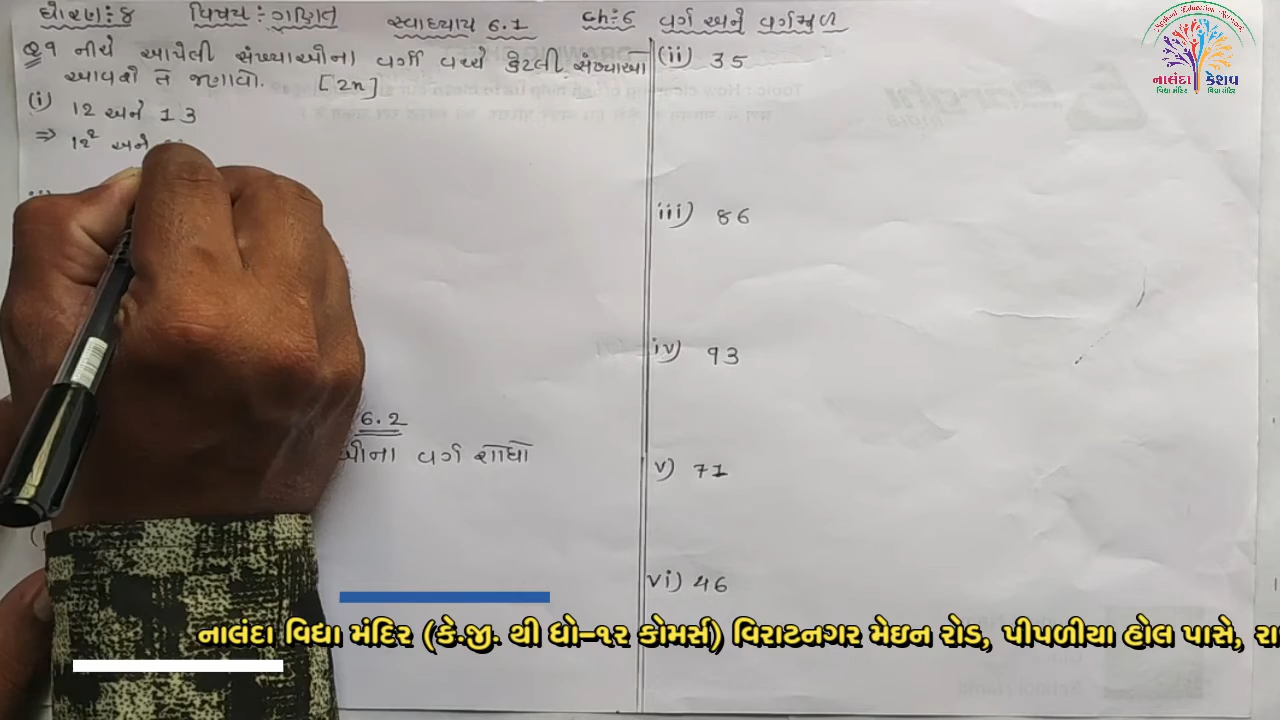 ધોરણ: ૮ વિષય: ગણિત સ્વાધ્યાય 6.1 ch: 6 વર્ગ અને વર્ગમૂળ
Q1 નીચે આપેલી સંખ્યાઓના વર્ગો વચ્ચે કેટલી સંખ્યાઓ
આવશે તે જણાવો. [2n]
(i) 12 અને 13
⇒ 12² અને
6.2
ઓના વર્ગ શોધો
(ii) 35
iii) 86
iv) 93
v) 71
vi) 46
નાલંદા કેશવ
વિદ્યા મંદિર વિદ્યા મંદિર
નાલંદા વિદ્યા મંદિર (કે.જી. થી ધો-૧૨ કોમર્સ) વિરાટનગર મેઇન રોડ, પીપળીયા હોલ પાસે, રા